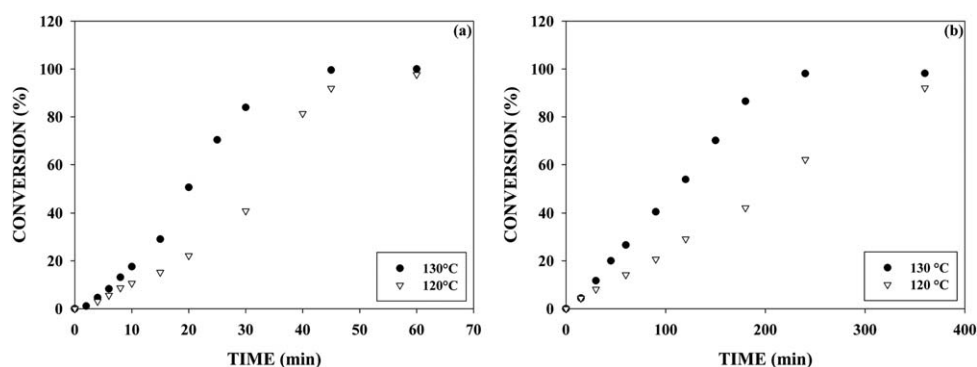 (a)
CONVERSION (%)
120
100
80
60
40
20
0
130°C
120°C
0 10 20 30 40 50 60 70
TIME (min)
(b)
CONVERSION (%)
120
100
80
60
40
20
0
130 °C
120 °C
0 100 200 300 400
TIME (min)